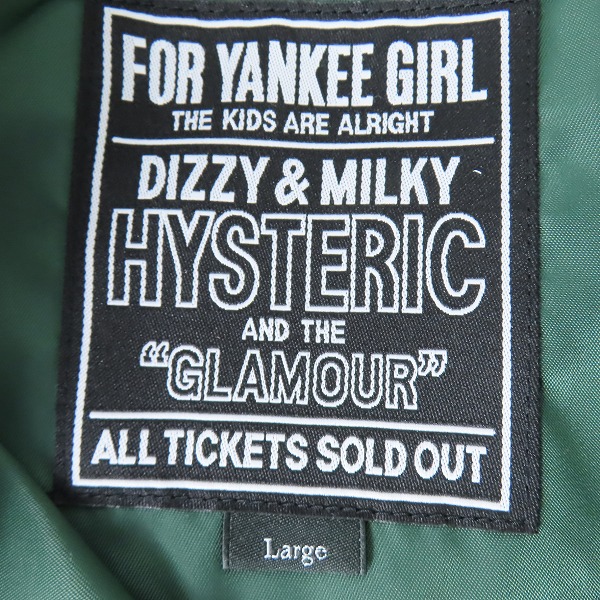 FOR YANKEE GIRL
THE KIDS ARE ALRIGHT
DIZZY & MILKY
HYSTERIC
AND THE
“GLAMOUR”
ALL TICKETS SOLD OUT
Large